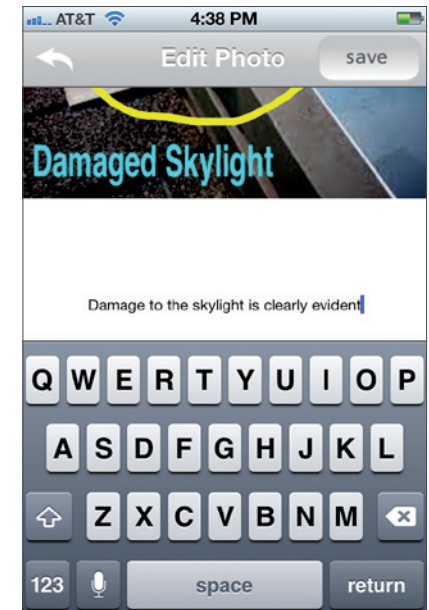 AT&T 4:38 PM
Edit Photo save
Damaged Skylight
Damage to the skylight is clearly evident
Q W E R T Y U I O P
A S D F G H J K L
Z X C V B N M
123 space return